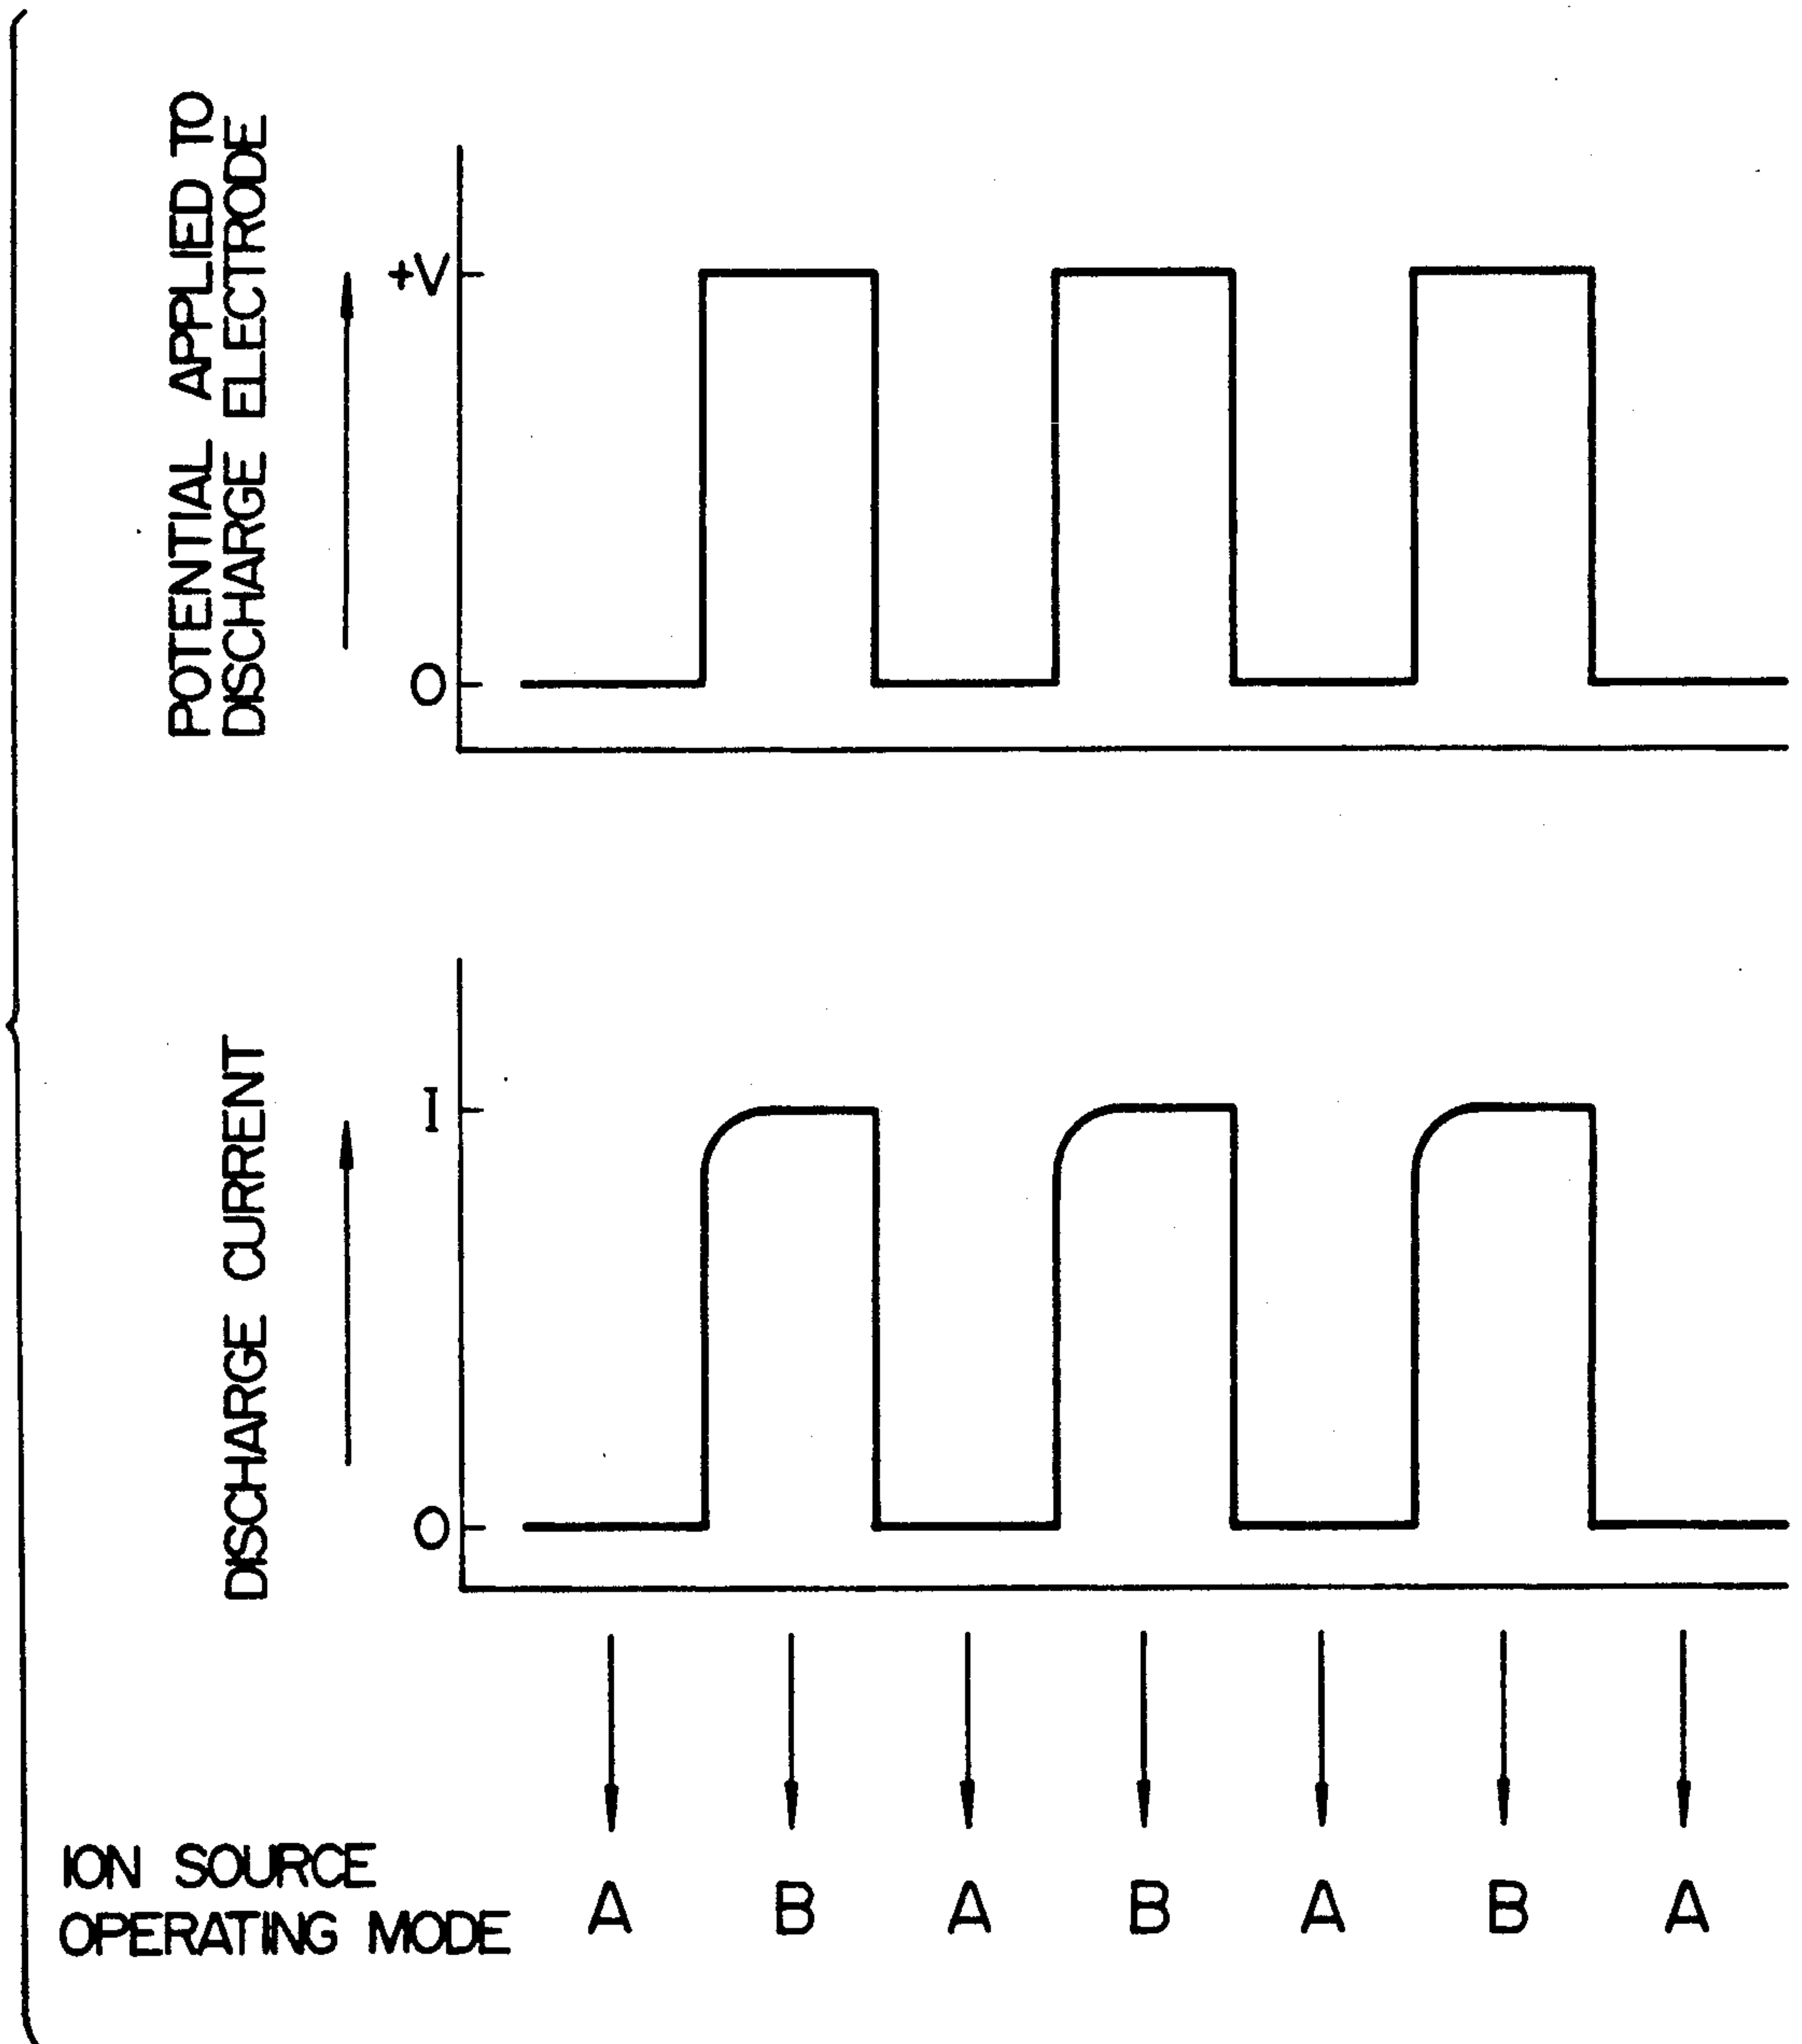 POTENTIAL APPLIED TO
DISCHARGE ELECTRODE
+V
O
DISCHARGE CURRENT
I
O
ION SOURCE
OPERATING MODE
A B A B A B A